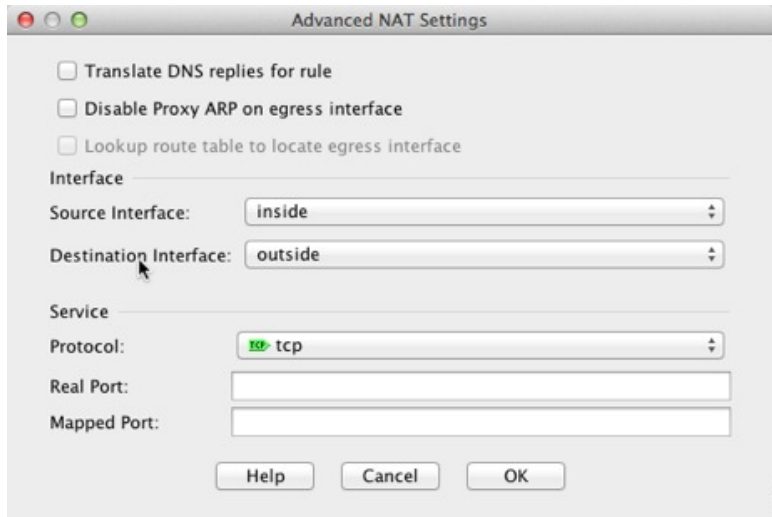 Advanced NAT Settings
Translate DNS replies for rule
Disable Proxy ARP on egress interface
Lookup route table to locate egress interface
Interface
Source Interface: inside
Destination Interface: outside
Service
Protocol: TCP tcp
Real Port:
Mapped Port:
Help Cancel OK